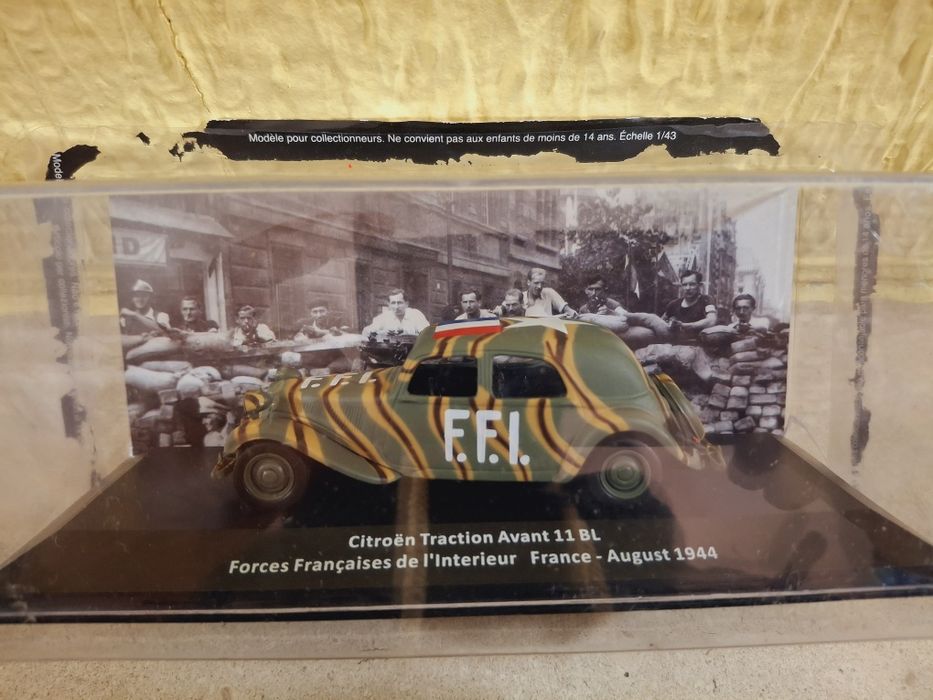 Modèle pour collectionneurs. Ne convient pas aux enfants de moins de 14 ans. Échelle 1/43
F.F.I.
F.F.I.
Citroën Traction Avant 11 BL
Forces Françaises de l'Interieur France - August 1944